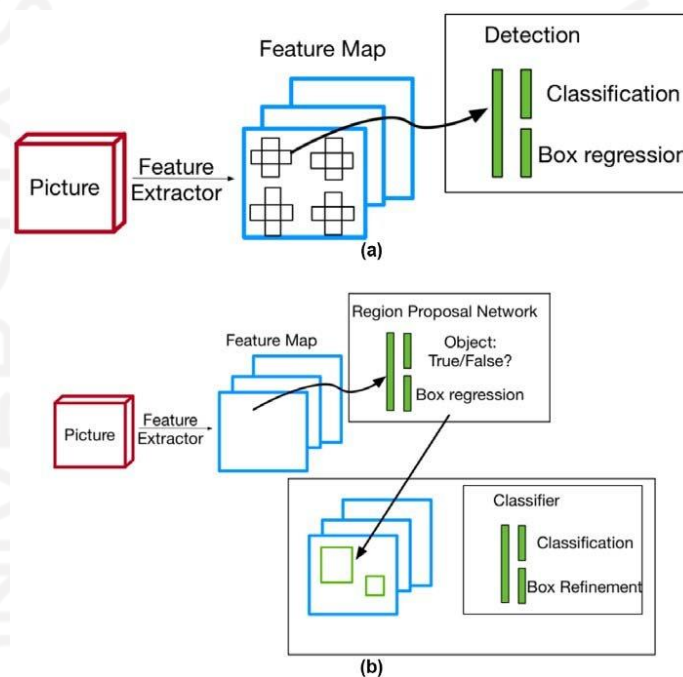 Feature Map
Detection
Classification
Box regression
Picture
Feature
Extractor
(a)
Region Proposal Network
Object:
True/False?
Box regression
Feature Map
Picture
Feature
Extractor
Classifier
Classification
Box Refinement
(b)